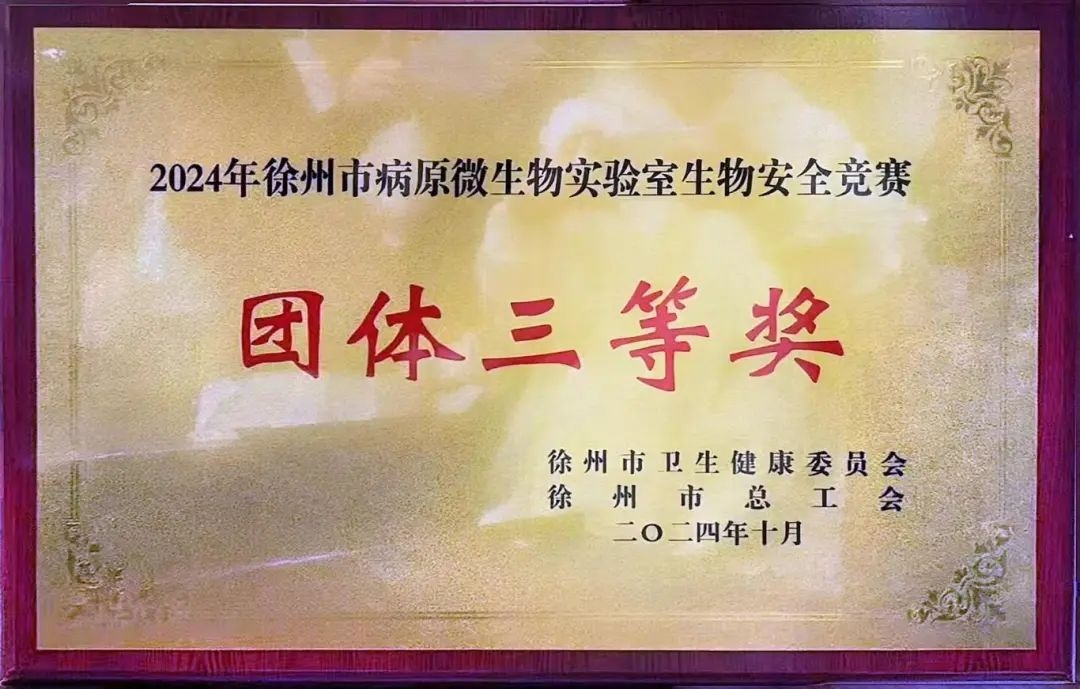 2024年徐州市病原微生物实验室生物安全竞赛
团体三等奖
徐州市卫生健康委员会
徐州市总工会
二〇二四年十月